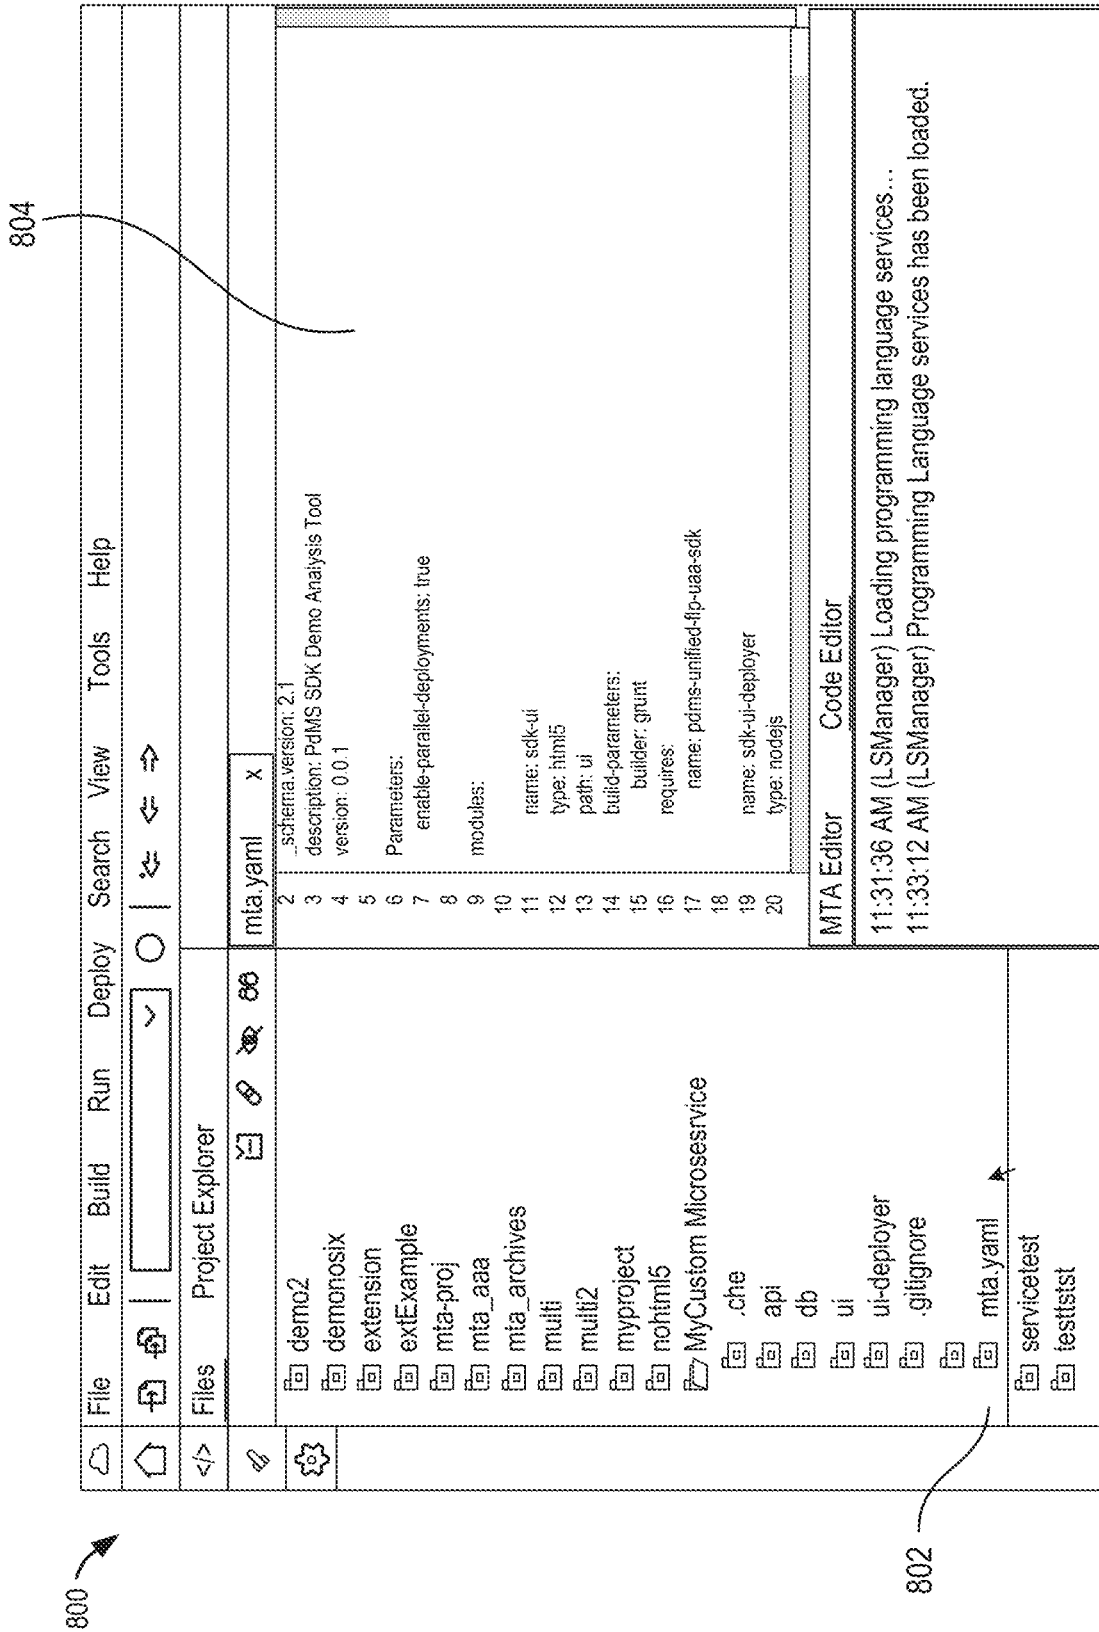 800
804
File Edit Build Run Deploy Search View Tools Help
</> Files Project Explorer
mta.yaml x
demo2
demonosix
extension
extExample
mta-proj
mta_aaa
mta_archives
multi
multi2
myproject
nohtml5
MyCustom Microsesrvice
.che
api
db
ui
ui-deployer
.gitignore
mta.yaml
servicetest
testtstst
802
2 _schema.version: 2.1
3 description: PdMS SDK Demo Analysis Tool
4 version: 0.0.1
5
6 Parameters:
7 enable-parallel-deployments: true
8
9 modules:
10
11 name: sdk-ui
12 type: html5
13 path: ui
14 build-parameters:
15 builder: grunt
16 requires:
17 name: pdms-unified-flp-uaa-sdk
18
19 name: sdk-ui-deployer
20 type: nodejs
MTA Editor Code Editor
11:31:36 AM (LSManager) Loading programming language services...
11:33:12 AM (LSManager) Programming Language services has been loaded.